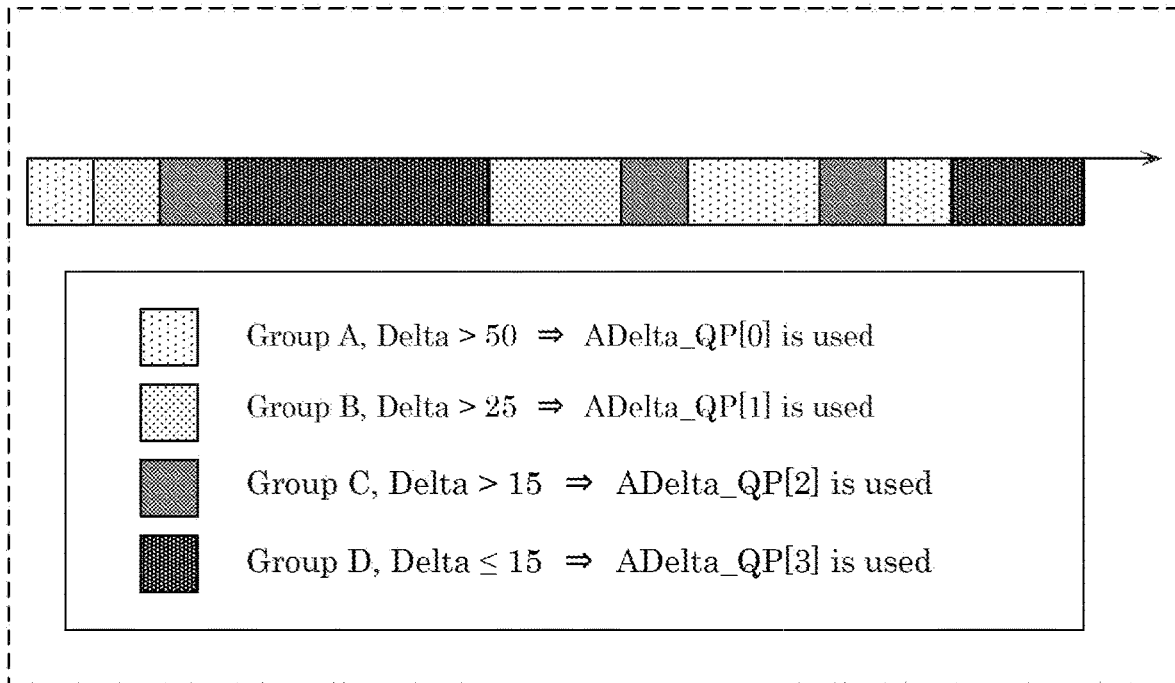 Group A, Delta > 50 ⇒ ADelta_QP[0] is used
Group B, Delta > 25 ⇒ ADelta_QP[1] is used
Group C, Delta > 15 ⇒ ADelta_QP[2] is used
Group D, Delta ≤ 15 ⇒ ADelta_QP[3] is used